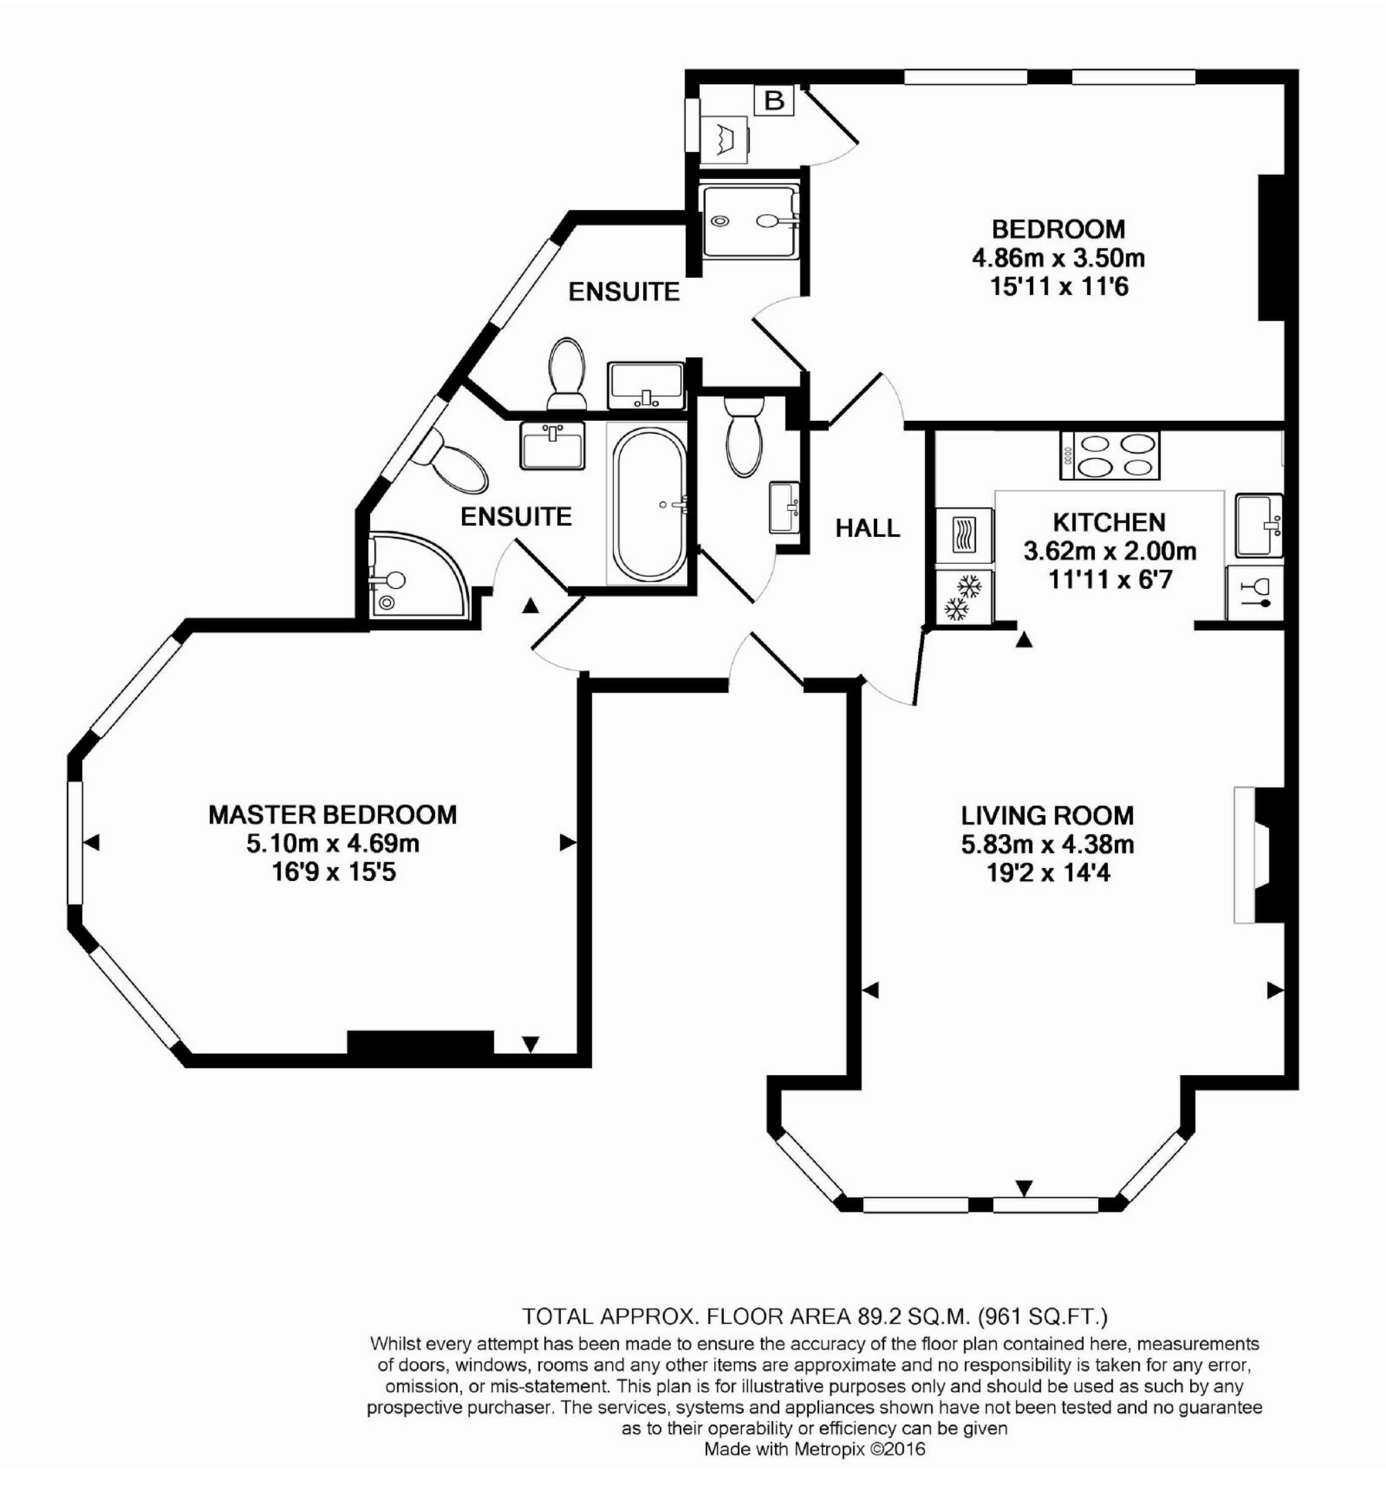 B
BEDROOM
4.86m x 3.50m
15'11 x 11'6
ENSUITE
ENSUITE
HALL
KITCHEN
3.62m x 2.00m
11'11 x 6'7
MASTER BEDROOM
5.10m x 4.69m
16'9 x 15'5
LIVING ROOM
5.83m x 4.38m
19'2 x 14'4
TOTAL APPROX. FLOOR AREA 89.2 SQ.M. (961 SQ.FT.)
Whilst every attempt has been made to ensure the accuracy of the floor plan contained here, measurements
of doors, windows, rooms and any other items are approximate and no responsibility is taken for any error,
omission, or mis-statement. This plan is for illustrative purposes only and should be used as such by any
prospective purchaser. The services, systems and appliances shown have not been tested and no guarantee
as to their operability or efficiency can be given
Made with Metropix ©2016